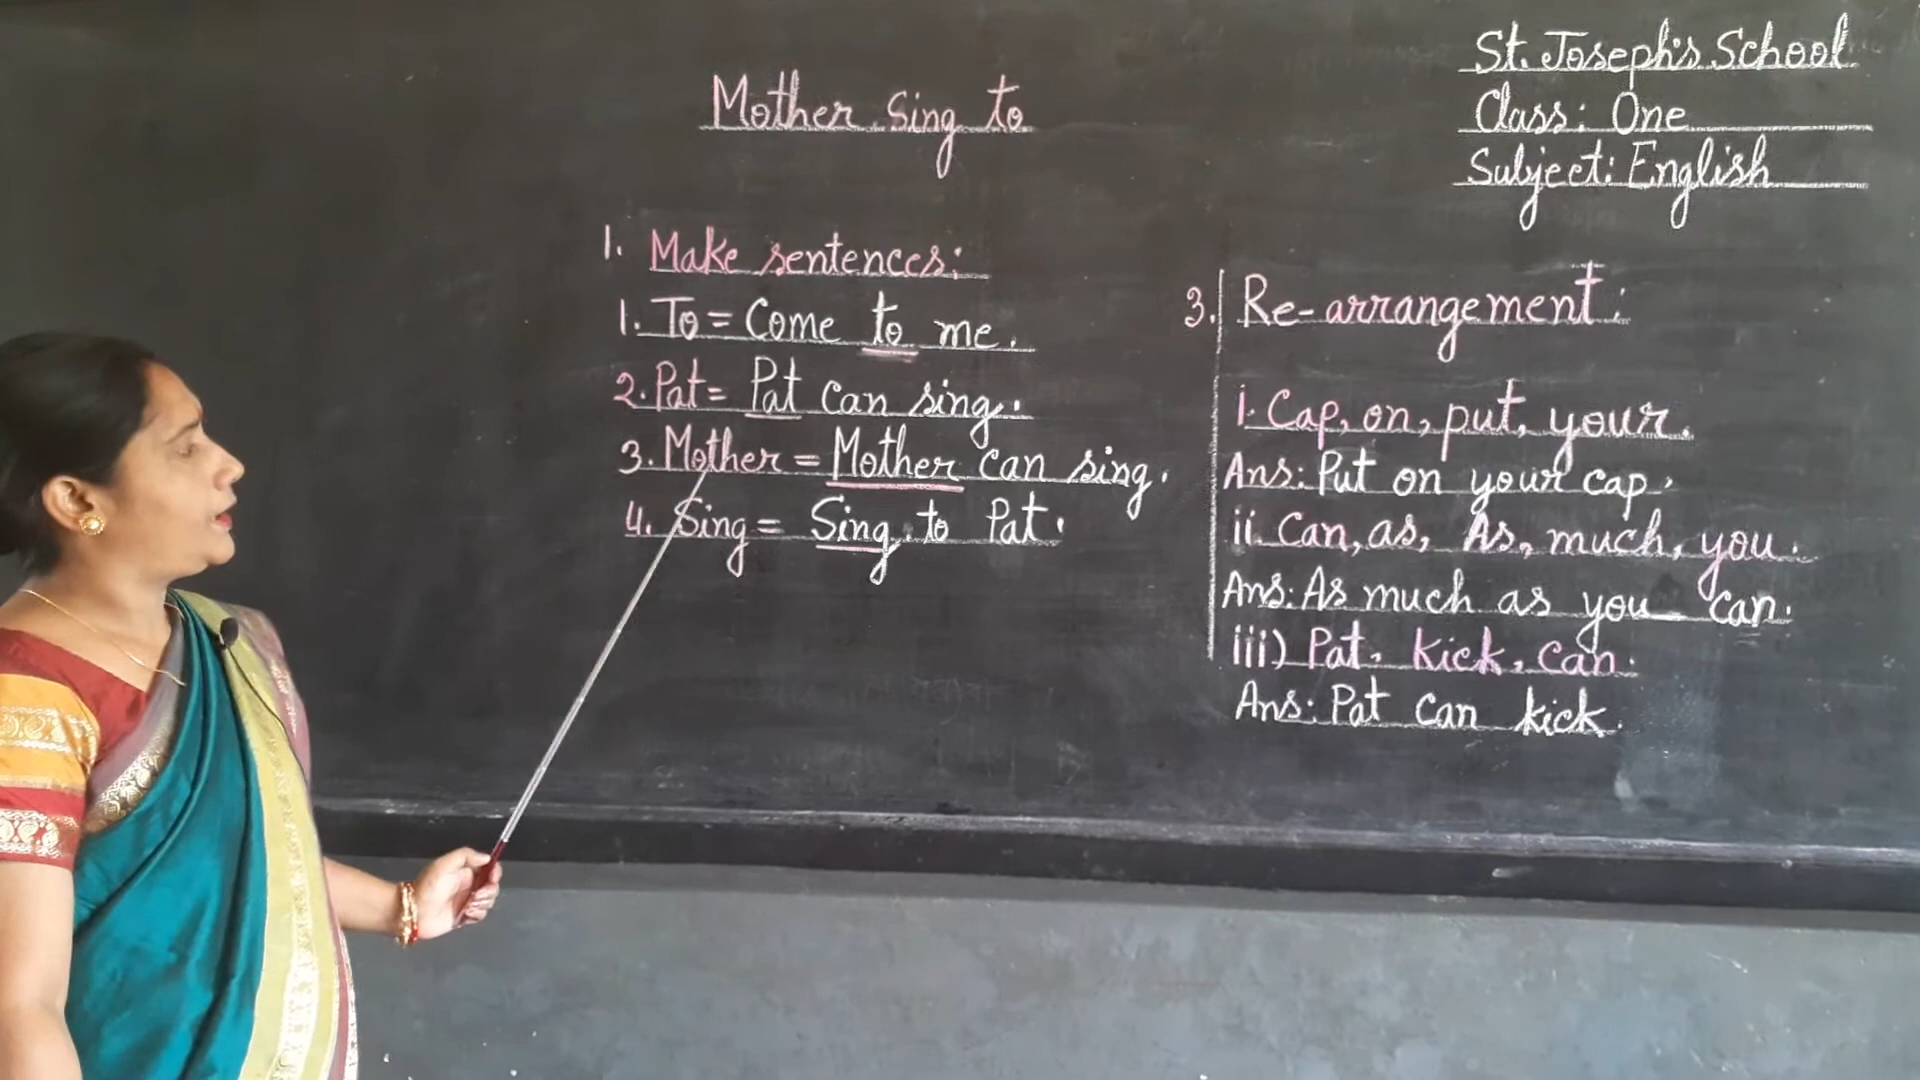 Mother Sing to
St. Joseph's School
Class: One
Subject: English
1. Make sentences:
1. To = Come to me.
2. Pat = Pat can sing.
3. Mother = Mother can sing.
4. Sing = Sing to Pat.
3. Re-arrangement:
i. Cap, on, put, your.
Ans: Put on your cap.
ii. Can, as, As, much, you.
Ans: As much as you can.
iii) Pat, kick, can.
Ans: Pat can kick.